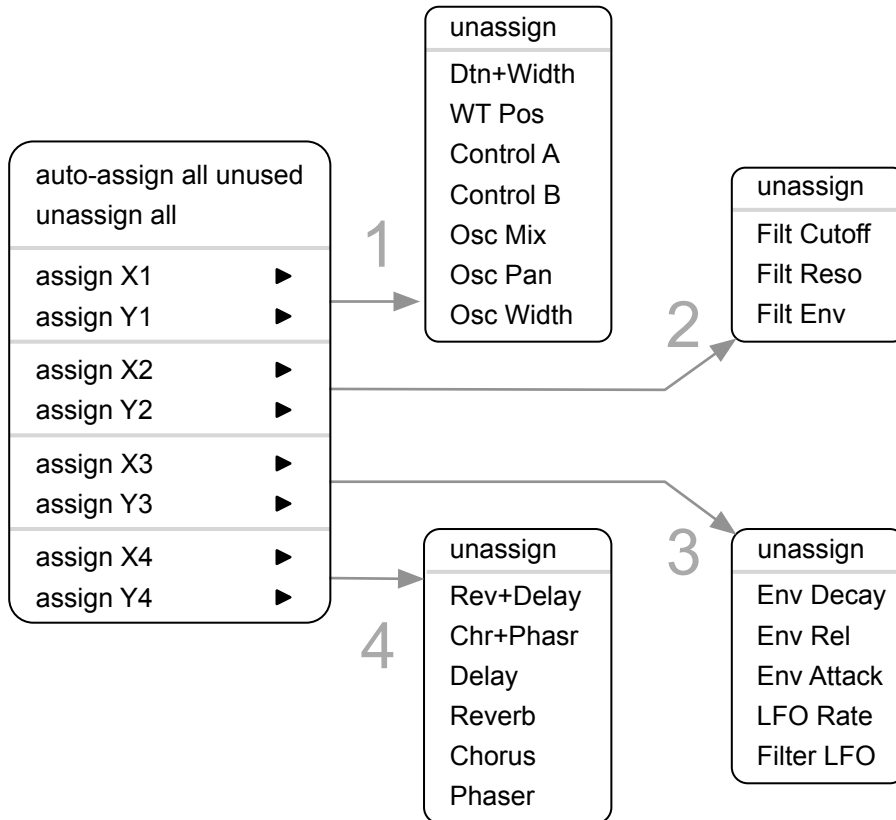 auto-assign all unused
unassign all
assign X1
assign Y1
assign X2
assign Y2
assign X3
assign Y3
assign X4
assign Y4
1
unassign
Dtn+Width
WT Pos
Control A
Control B
Osc Mix
Osc Pan
Osc Width
2
unassign
Filt Cutoff
Filt Reso
Filt Env
3
unassign
Env Decay
Env Rel
Env Attack
LFO Rate
Filter LFO
4
unassign
Rev+Delay
Chr+Phasr
Delay
Reverb
Chorus
Phaser